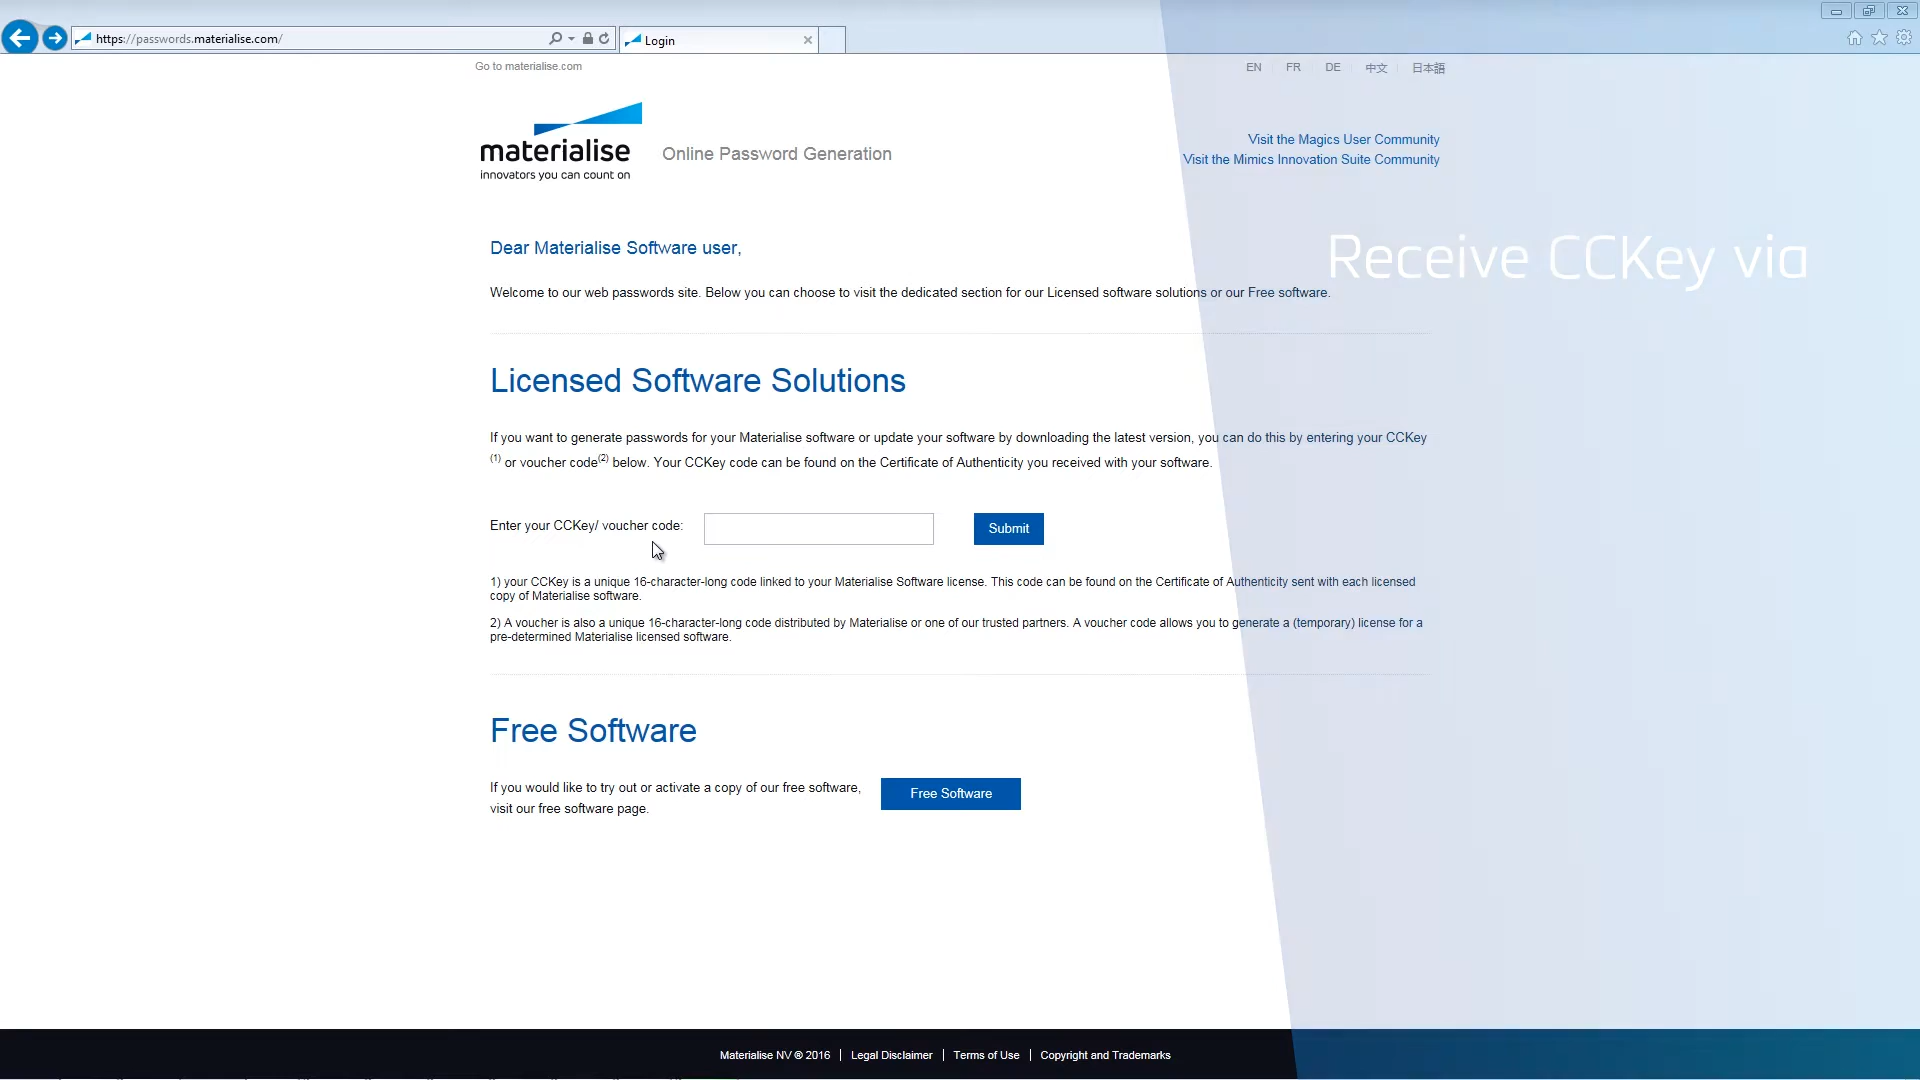 https://passwords.materialise.com/
Login
Go to materialise.com
EN FR DE 中文 日本語
materialise
innovators you can count on
Online Password Generation
Visit the Magics User Community
Visit the Mimics Innovation Suite Community
Dear Materialise Software user,
Receive CCKey via
Welcome to our web passwords site. Below you can choose to visit the dedicated section for our Licensed software solutions or our Free software.
Licensed Software Solutions
If you want to generate passwords for your Materialise software or update your software by downloading the latest version, you can do this by entering your CCKey
(1) or voucher code(2) below. Your CCKey code can be found on the Certificate of Authenticity you received with your software.
Enter your CCKey/ voucher code:
Submit
1) your CCKey is a unique 16-character-long code linked to your Materialise Software license. This code can be found on the Certificate of Authenticity sent with each licensed
copy of Materialise software.
2) A voucher is also a unique 16-character-long code distributed by Materialise or one of our trusted partners. A voucher code allows you to generate a (temporary) license for a
pre-determined Materialise licensed software.
Free Software
If you would like to try out or activate a copy of our free software,
visit our free software page.
Free Software
Materialise NV ® 2016 | Legal Disclaimer | Terms of Use | Copyright and Trademarks